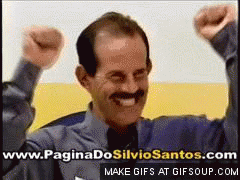 www.PaginaDoSilvioSantos.com
MAKE GIFS AT GIFSOUP.COM